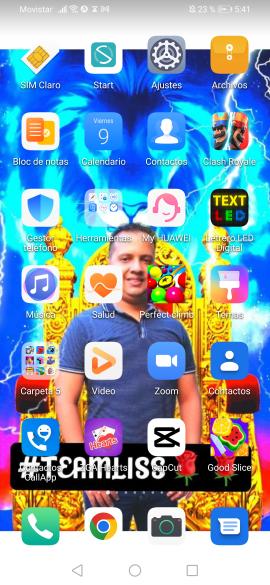 Movistar 23 % 5:41
SIM Claro Start Ajustes Archivos
Viernes
9
Bloc de notas Calendario Contactos Clash Royale
TEXT
LED
Gestor Herramientas My HUAWEI Letrero LED
teléfono Digital
Música Salud Perfect climb Temas
Carpeta 5 Video Zoom Contactos
Hearts
Contactos Hearts CapCut Good Slice
CallApp
#TEAMLISS